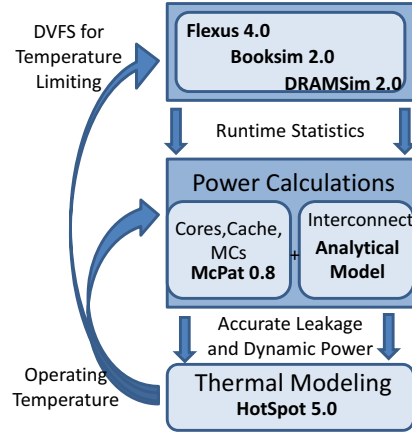 DVFS for
Temperature
Limiting
Flexus 4.0
Booksim 2.0
DRAMSim 2.0
Runtime Statistics
Power Calculations
Cores,Cache,
MCs
McPat 0.8
+
Interconnect
Analytical
Model
Accurate Leakage
and Dynamic Power
Operating
Temperature
Thermal Modeling
HotSpot 5.0